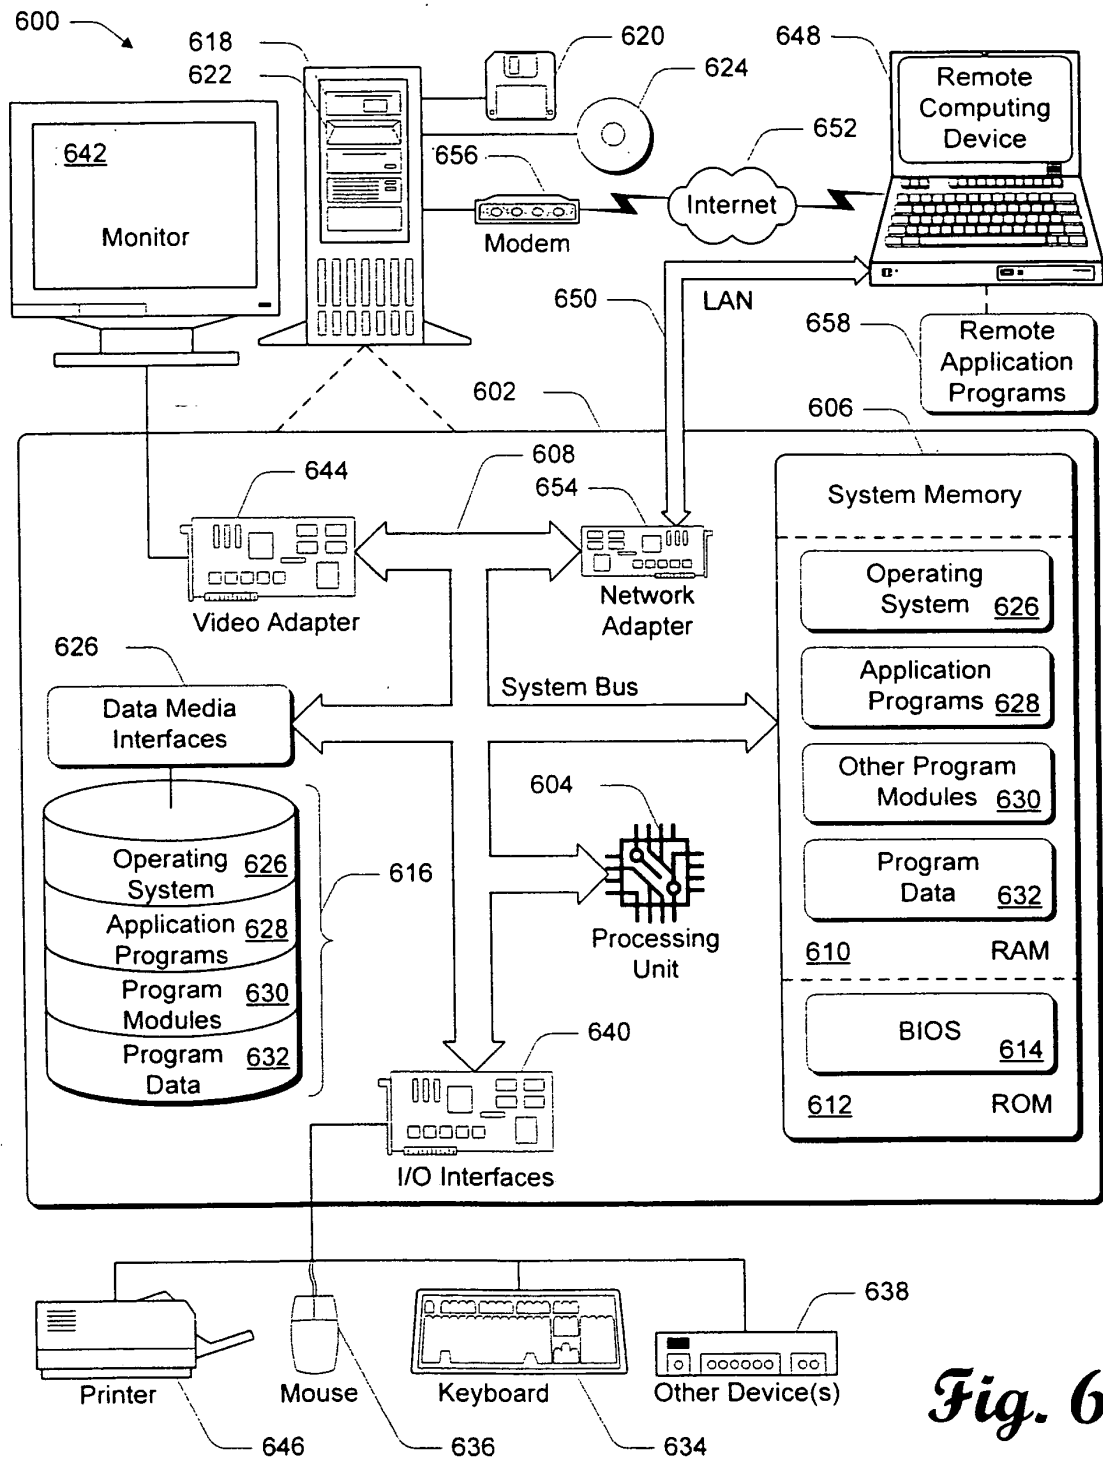 600
618
622
620
624
648
Remote
Computing
Device
652
656
642
Monitor
Internet
Modem
650
LAN
658
Remote
Application
Programs
602
606
644
608
654
System Memory
Video Adapter
Network
Adapter
Operating
System 626
626
Data Media
Interfaces
System Bus
Application
Programs 628
Other Program
Modules 630
604
Operating
System 626
616
Application
Programs 628
Program
Modules 630
Program
Data 632
Processing
Unit
Program
Data 632
610 RAM
BIOS 614
612 ROM
640
I/O Interfaces
638
Printer
Mouse
Keyboard
Other Device(s)
646
636
634
Fig. 6